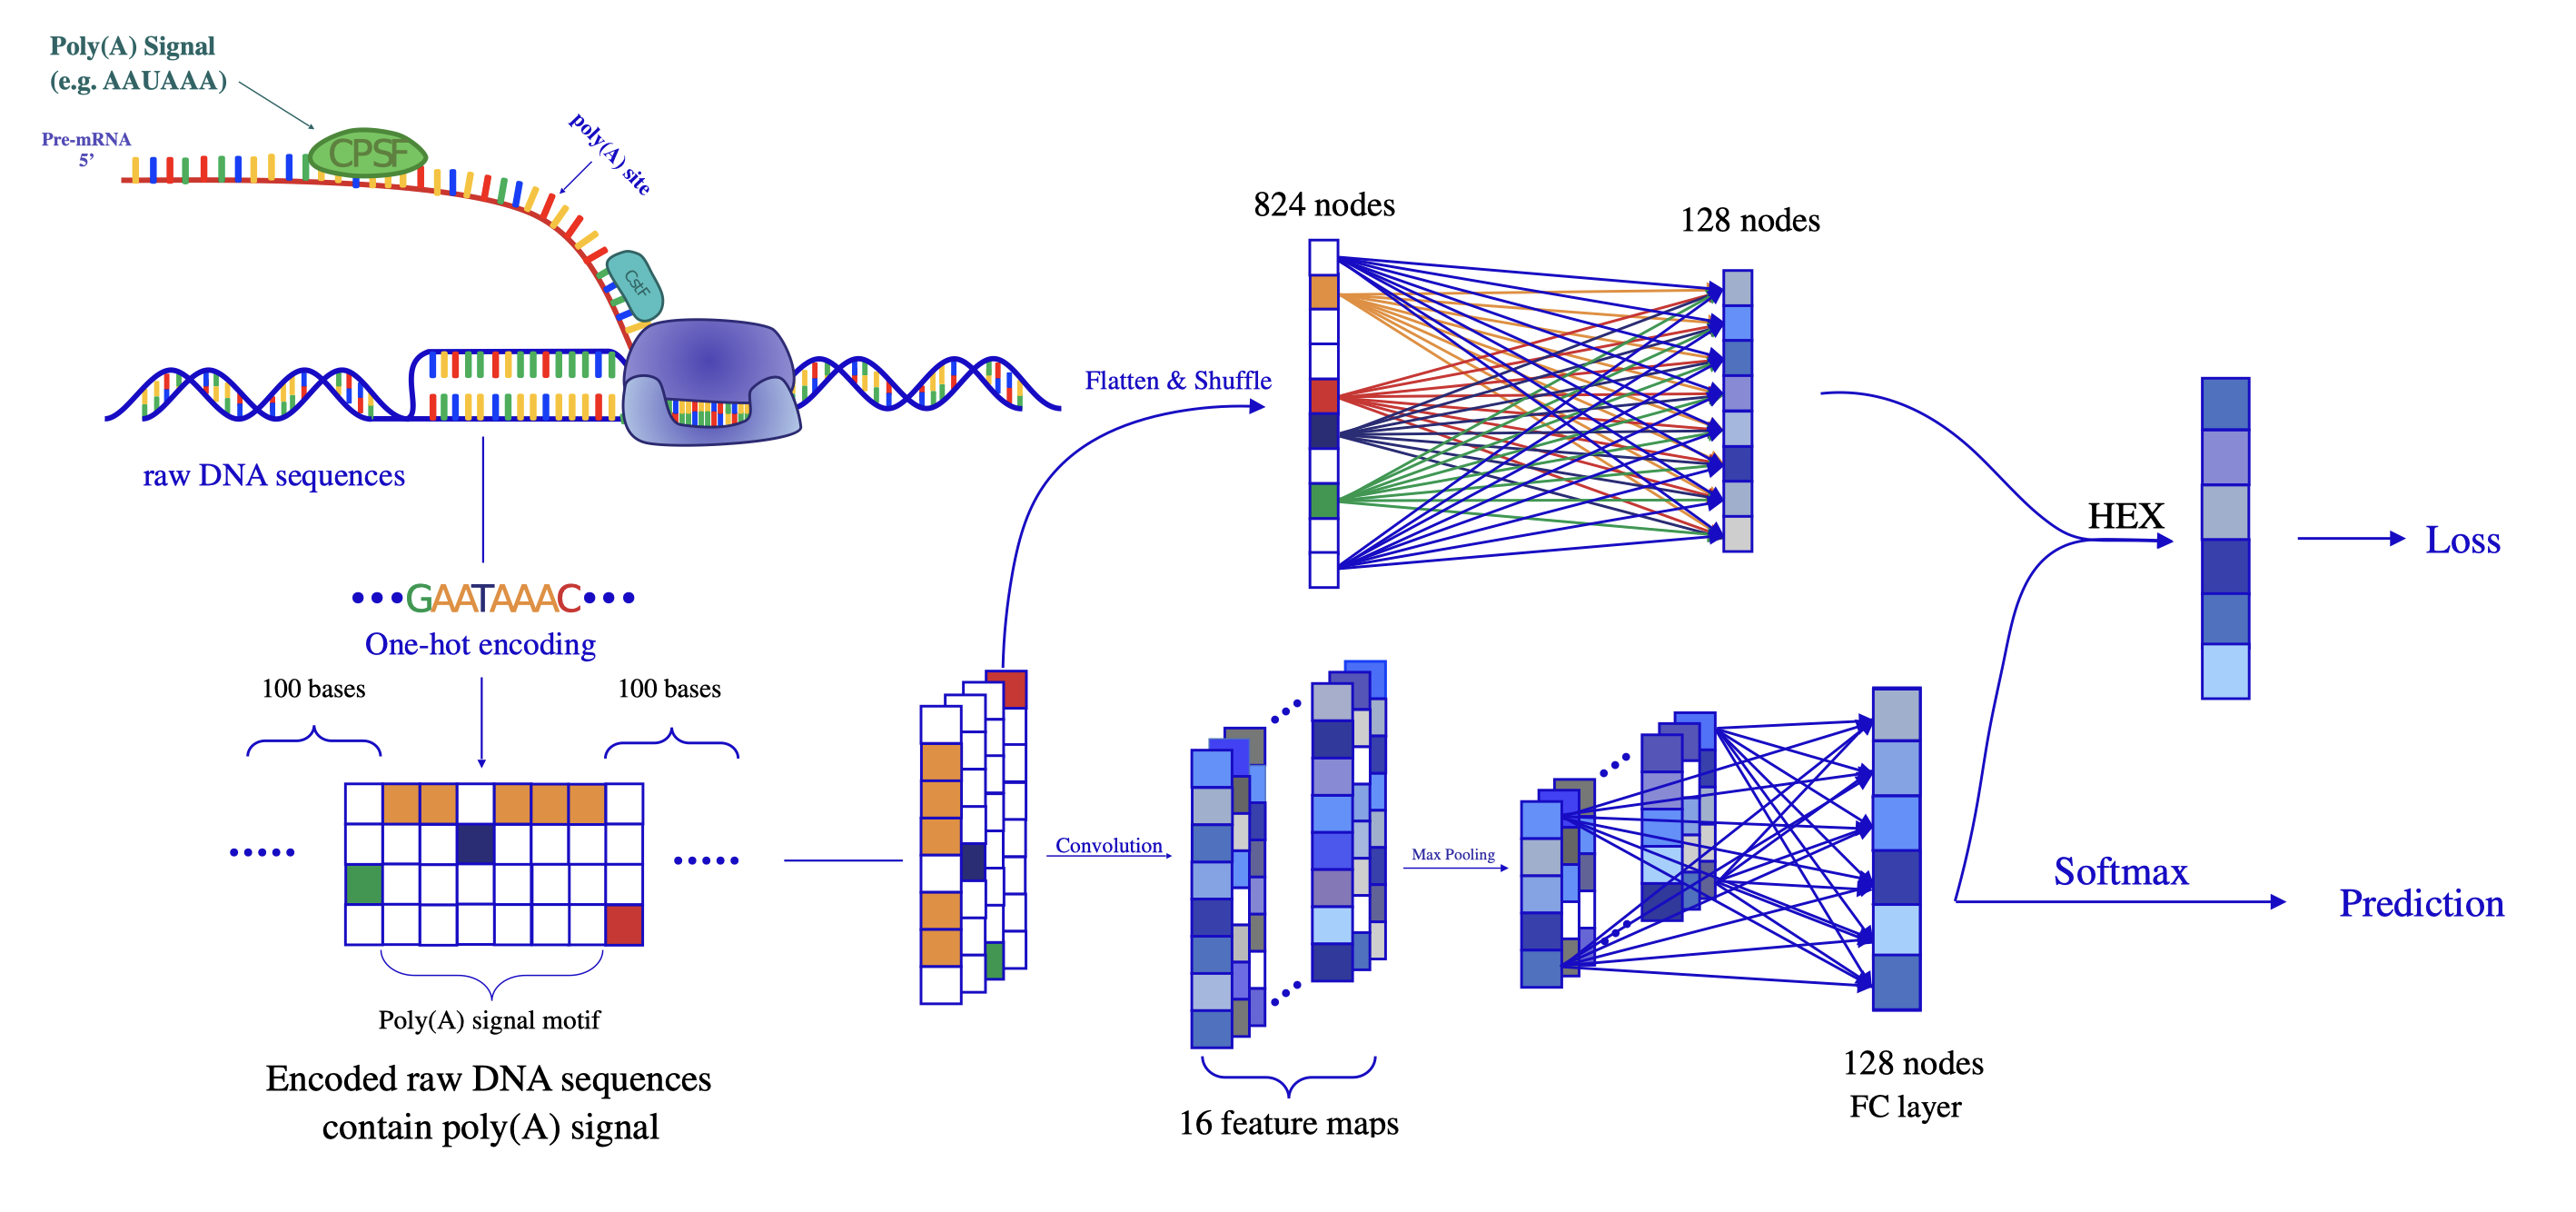 Poly(A) Signal
(e.g. AAUAAA)
Pre-mRNA
5’
CPSF
poly(A) site
CstF
raw DNA sequences
GAATAAAC
One-hot encoding
100 bases
100 bases
Poly(A) signal motif
Encoded raw DNA sequences
contain poly(A) signal
Flatten & Shuffle
824 nodes
128 nodes
Convolution
16 feature maps
Max Pooling
128 nodes
FC layer
HEX
Loss
Softmax
Prediction